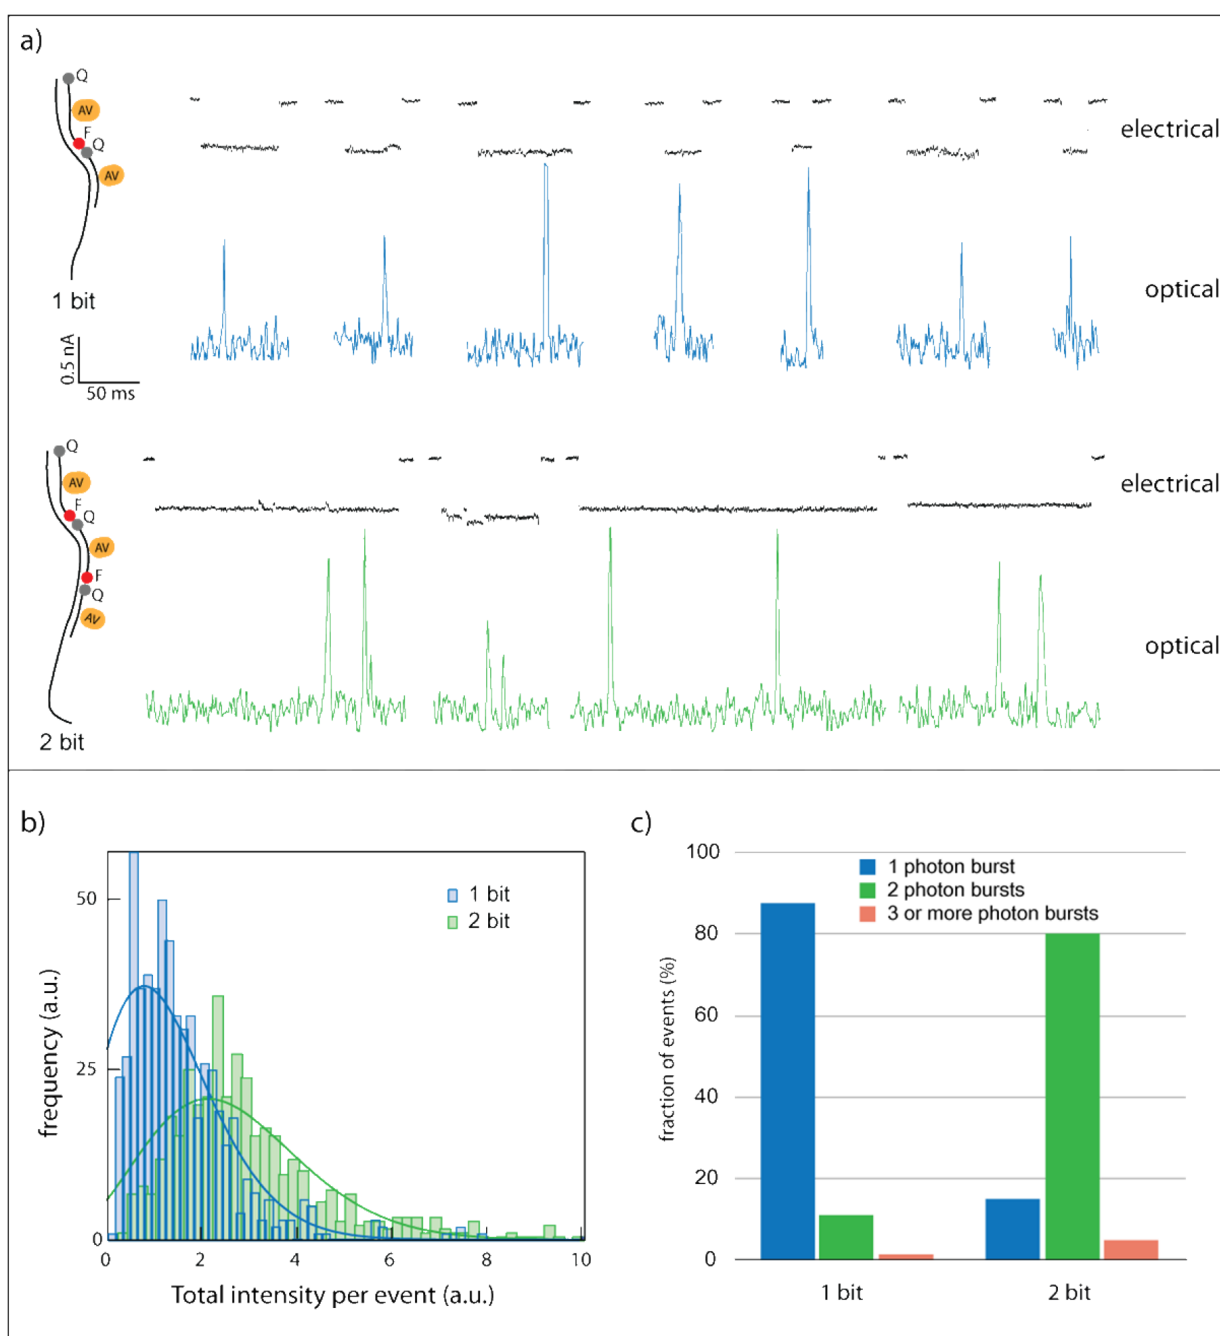 a)
Q
AV
F
Q
AV
1 bit
electrical
optical
0.5 nA
50 ms
Q
AV
F
Q
AV
F
Q
AV
2 bit
electrical
optical
b)
50
25
0
frequency (a.u.)
1 bit
2 bit
0 2 4 6 8 10
Total intensity per event (a.u.)
c)
100
80
60
40
20
0
fraction of events (%)
1 photon burst
2 photon bursts
3 or more photon bursts
1 bit 2 bit